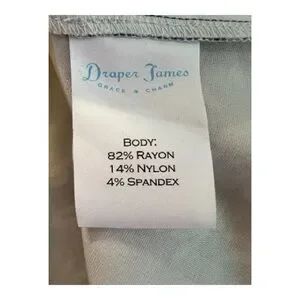 Draper James
GRACE & CHARM
BODY:
82% RAYON
14% NYLON
4% SPANDEX